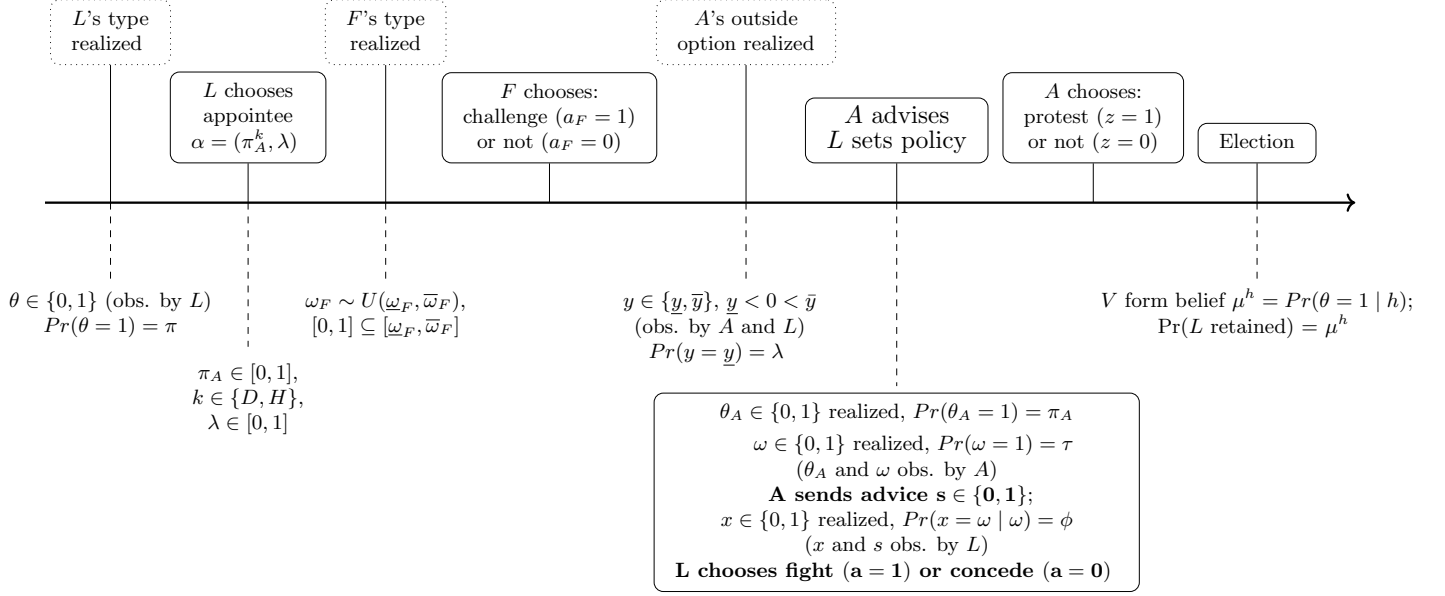 L's type
realized
L chooses
appointee
α = (π_A^k, λ)
F's type
realized
F chooses:
challenge (a_F = 1)
or not (a_F = 0)
A's outside
option realized
A advises
L sets policy
A chooses:
protest (z = 1)
or not (z = 0)
Election
θ ∈ {0, 1} (obs. by L)
Pr(θ = 1) = π
π_A ∈ [0, 1],
k ∈ {D, H},
λ ∈ [0, 1]
ω_F ∼ U(ω̲_F, ω̅_F),
[0, 1] ⊆ [ω̲_F, ω̅_F]
y ∈ {y̲, y̅}, y̲ < 0 < ȳ
(obs. by A and L)
Pr(y = y̲) = λ
θ_A ∈ {0, 1} realized, Pr(θ_A = 1) = π_A
ω ∈ {0, 1} realized, Pr(ω = 1) = τ
(θ_A and ω obs. by A)
A sends advice s ∈ {0, 1};
x ∈ {0, 1} realized, Pr(x = ω | ω) = ϕ
(x and s obs. by L)
L chooses fight (a = 1) or concede (a = 0)
V form belief μ^h = Pr(θ = 1 | h);
Pr(L retained) = μ^h